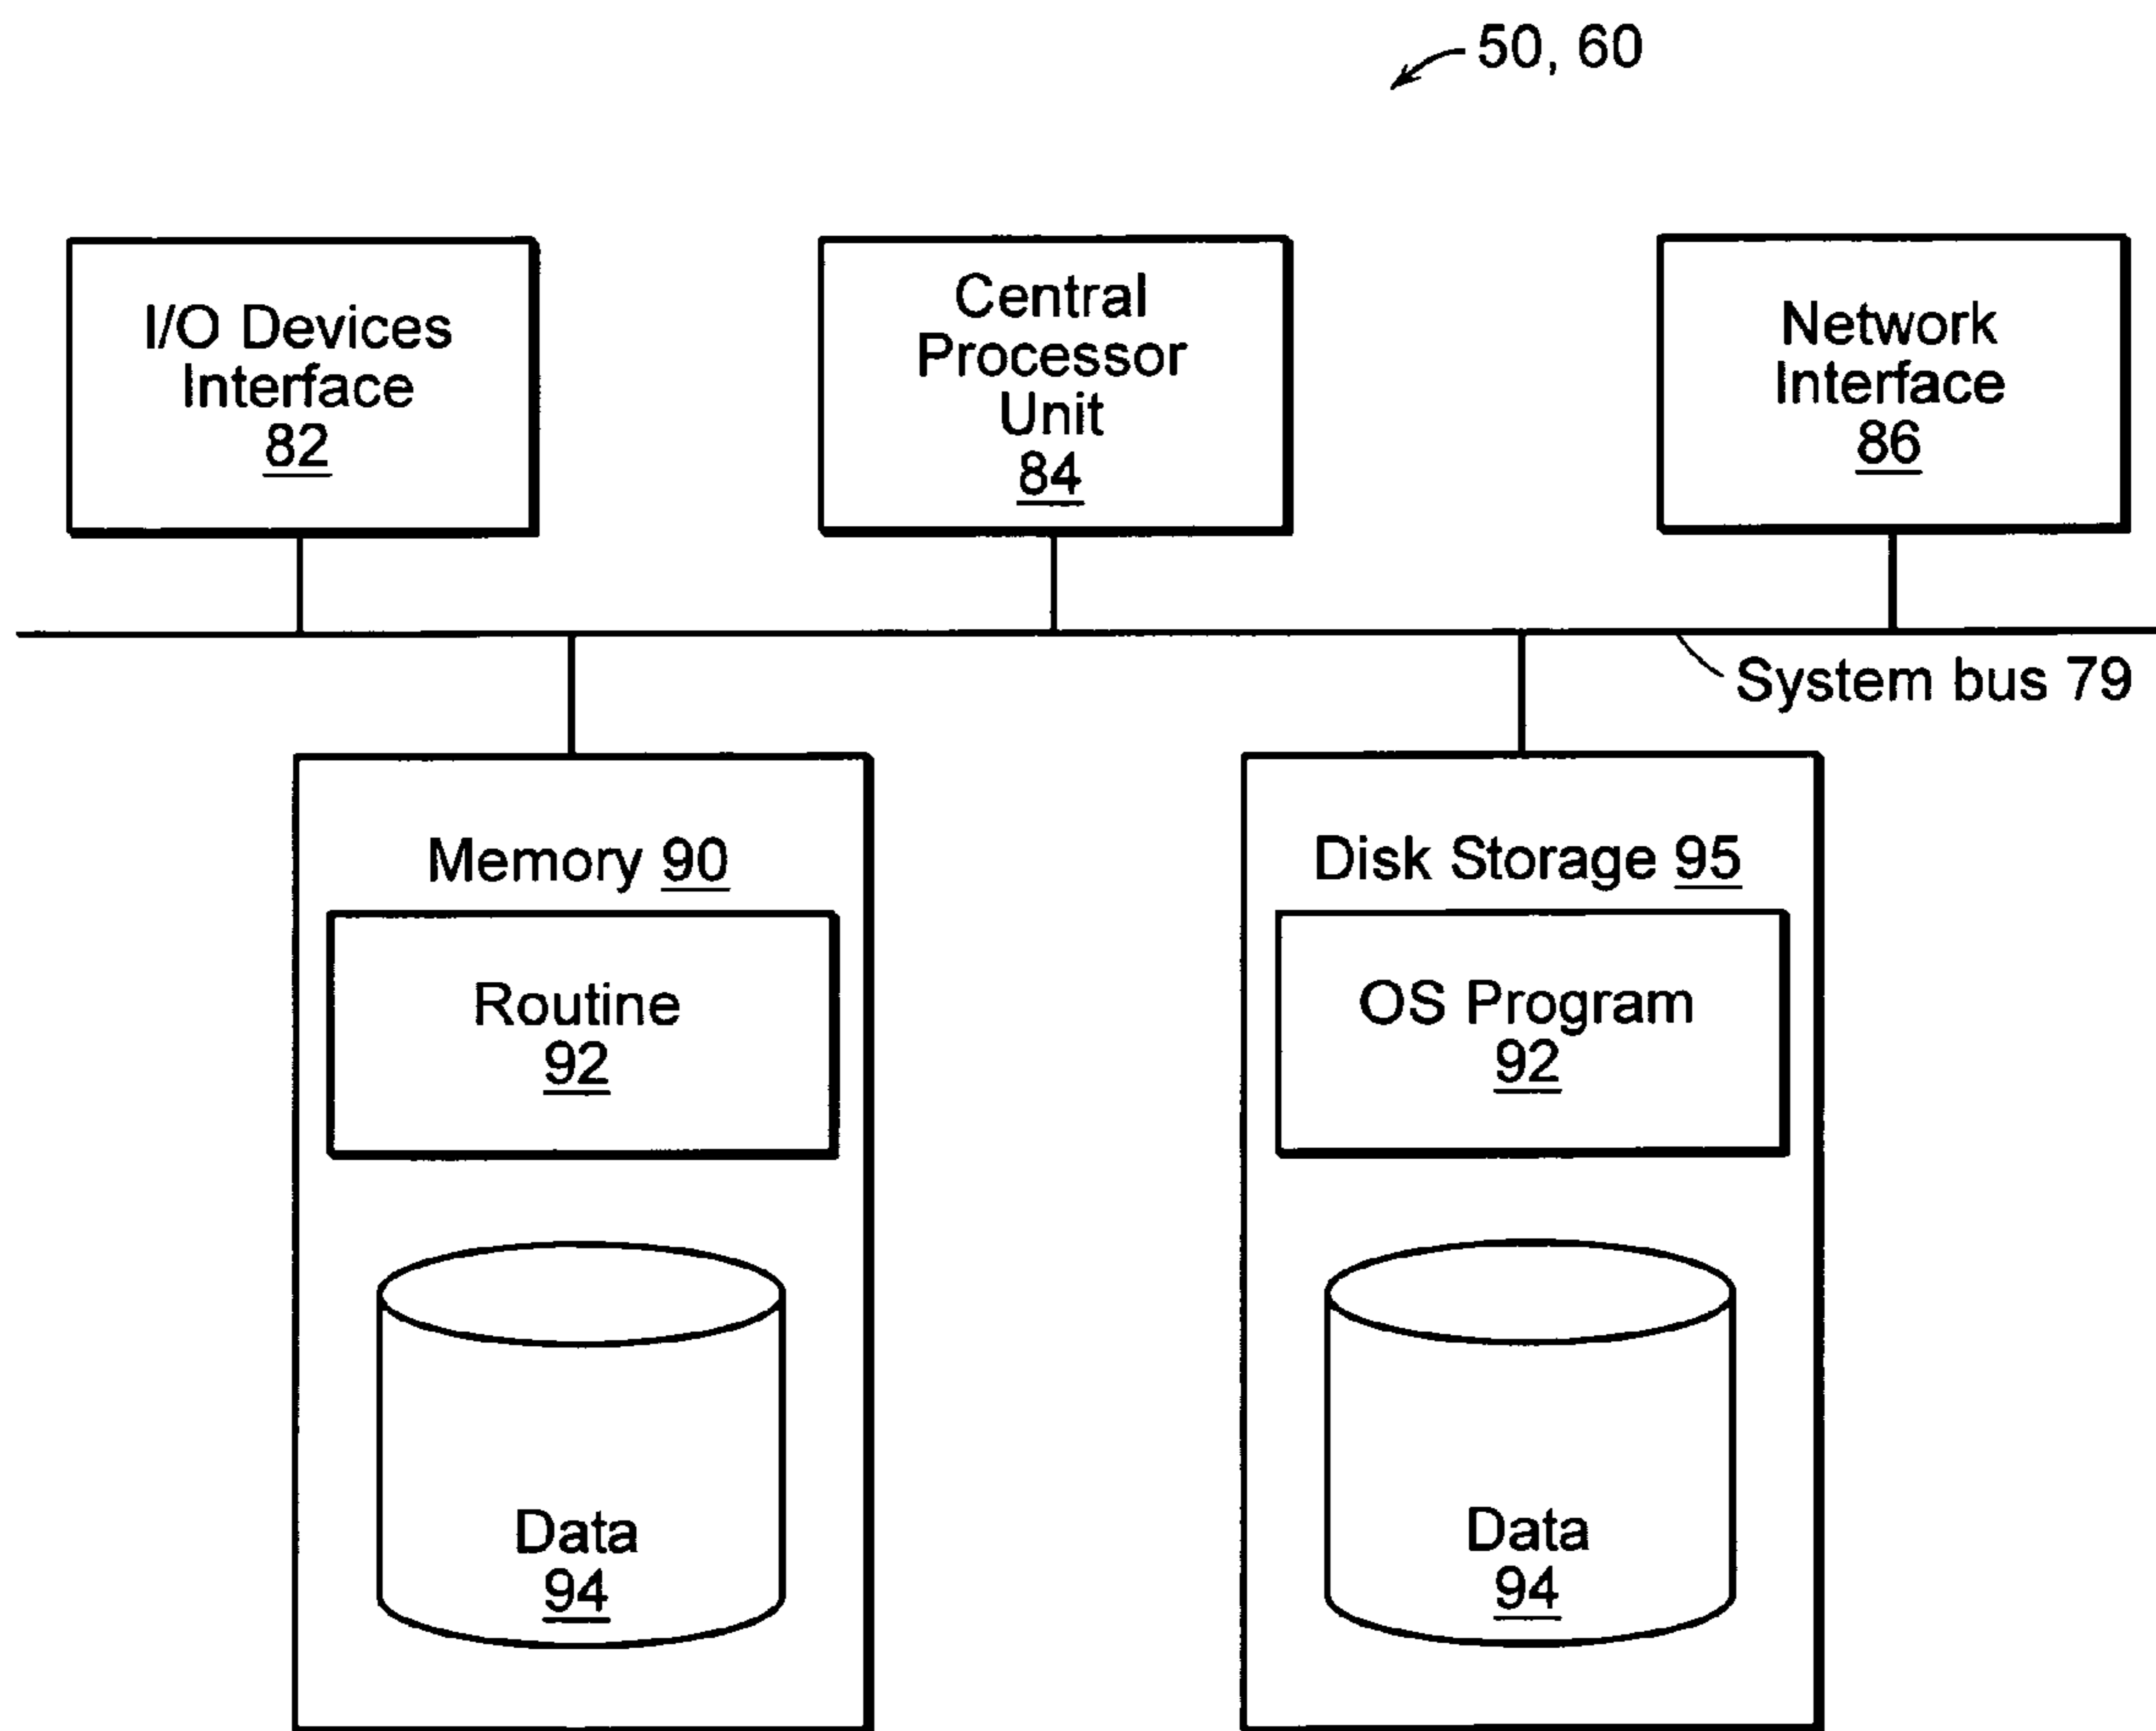 50, 60
I/O Devices
Interface
82
Central
Processor
Unit
84
Network
Interface
86
System bus 79
Memory 90
Routine
92
Data
94
Disk Storage 95
OS Program
92
Data
94